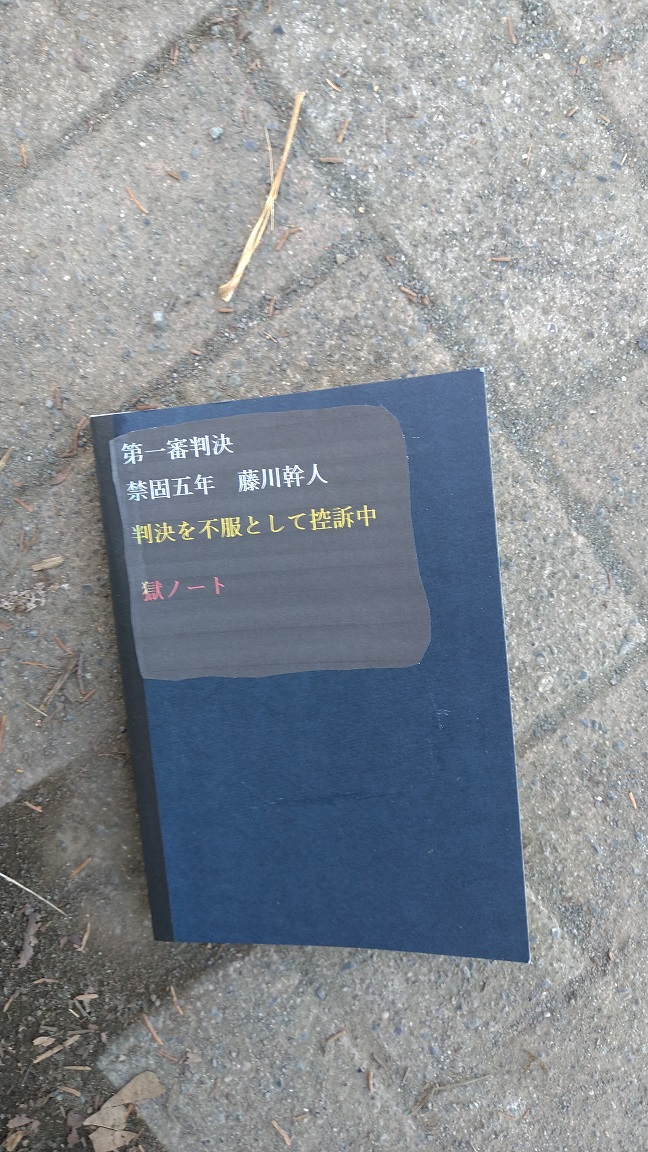 第一審判決
禁固五年　藤川幹人
判決を不服として控訴中
獄ノート